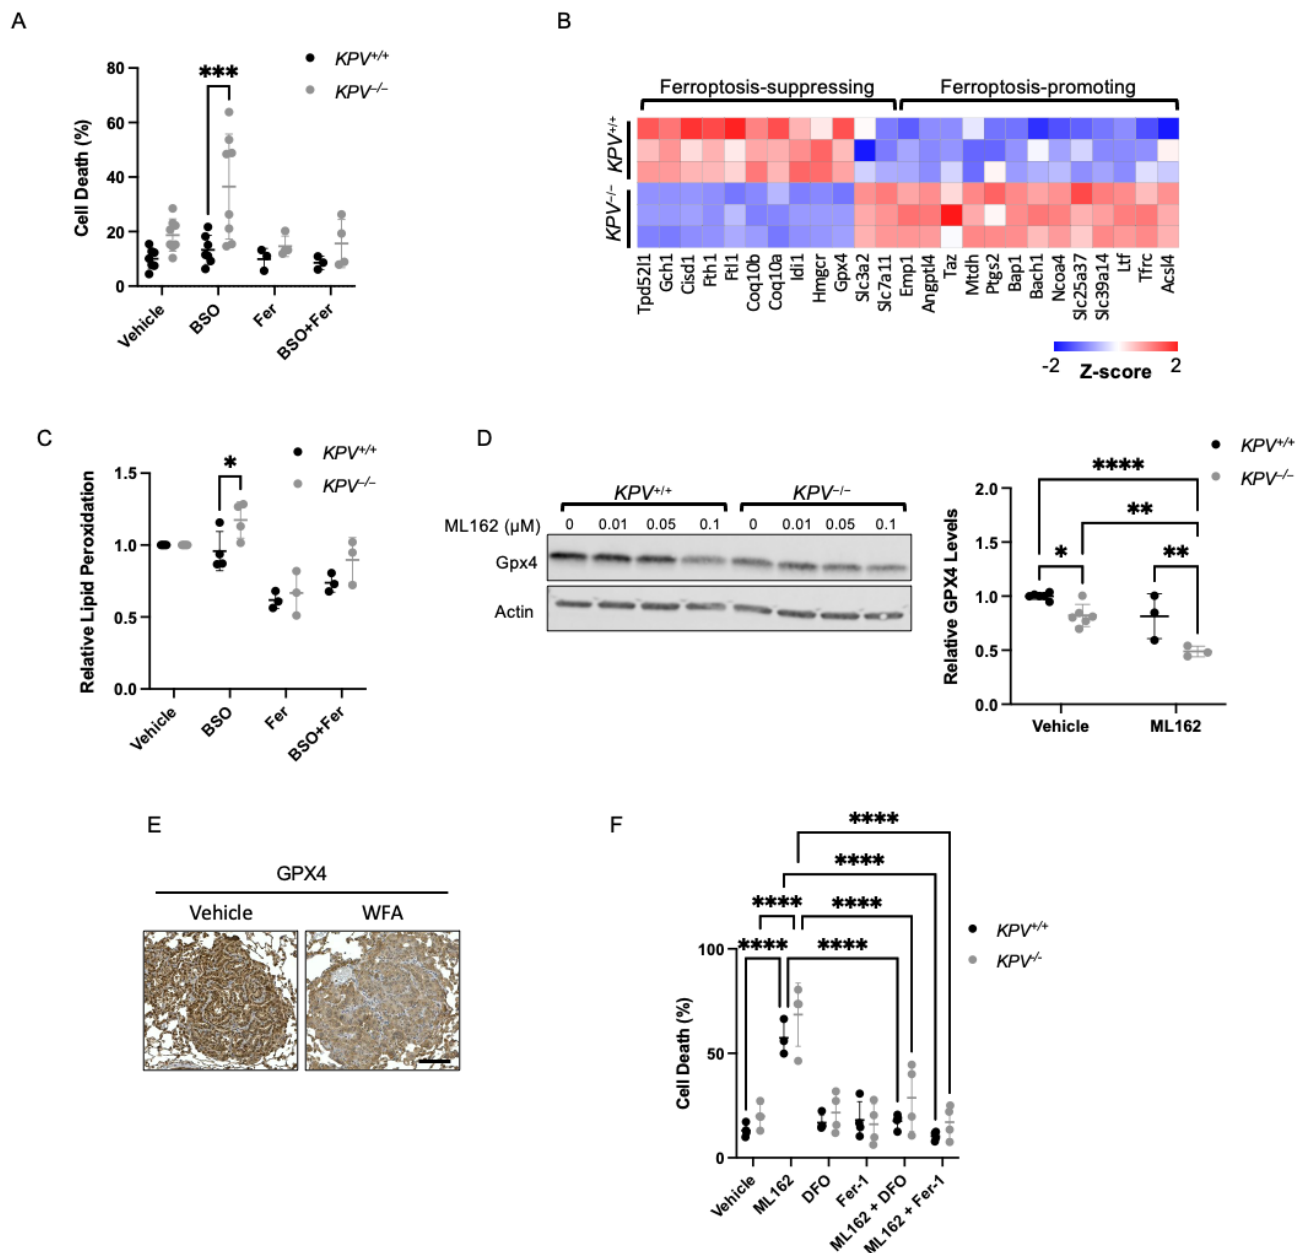 A
Cell Death (%)
80
60
40
20
0
***
KPV+/+
KPV–/–
Vehicle
BSO
Fer
BSO+Fer
B
Ferroptosis-suppressing
Ferroptosis-promoting
KPV+/+
KPV–/–
Tpd52l1
Gch1
Cisd1
Fth1
Ftl1
Coq10b
Coq10a
Idi1
Hmgcr
Gpx4
Slc3a2
Slc7a11
Emp1
Angptl4
Taz
Mtdh
Ptgs2
Bap1
Bach1
Ncoa4
Slc25a37
Slc39a14
Ltf
Tfrc
Acsl4
-2
2
Z-score
C
Relative Lipid Peroxidation
1.5
1.0
0.5
0.0
*
KPV+/+
KPV–/–
Vehicle
BSO
Fer
BSO+Fer
D
KPV+/+
KPV–/–
ML162 (µM)
0
0.01
0.05
0.1
0
0.01
0.05
0.1
Gpx4
Actin
Relative GPX4 Levels
2.0
1.5
1.0
0.5
0.0
****
**
*
**
KPV+/+
KPV–/–
Vehicle
ML162
E
GPX4
Vehicle
WFA
F
Cell Death (%)
100
50
0
****
****
****
****
****
****
KPV+/+
KPV-/-
Vehicle
ML162
DFO
Fer-1
ML162 + DFO
ML162 + Fer-1